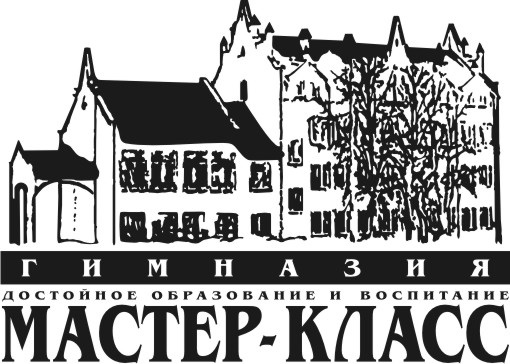 ГИМНАЗИЯ
ДОСТОЙНОЕ ОБРАЗОВАНИЕ И ВОСПИТАНИЕ
МАСТЕР-КЛАСС